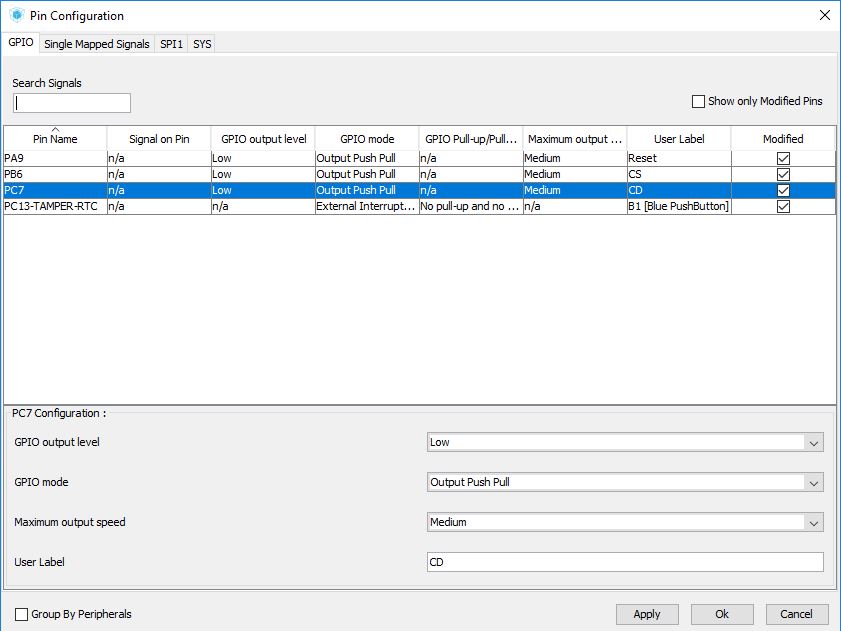 Pin Configuration
GPIO Single Mapped Signals SPI1 SYS
Search Signals
Show only Modified Pins
Pin Name Signal on Pin GPIO output level GPIO mode GPIO Pull-up/Pull... Maximum output ... User Label Modified
PA9 n/a Low Output Push Pull n/a Medium Reset
PB6 n/a Low Output Push Pull n/a Medium CS
PC7 n/a Low Output Push Pull n/a Medium CD
PC13-TAMPER-RTC n/a n/a External Interrupt... No pull-up and no ... n/a B1 [Blue PushButton]
PC7 Configuration :
GPIO output level Low
GPIO mode Output Push Pull
Maximum output speed Medium
User Label CD
Group By Peripherals Apply Ok Cancel